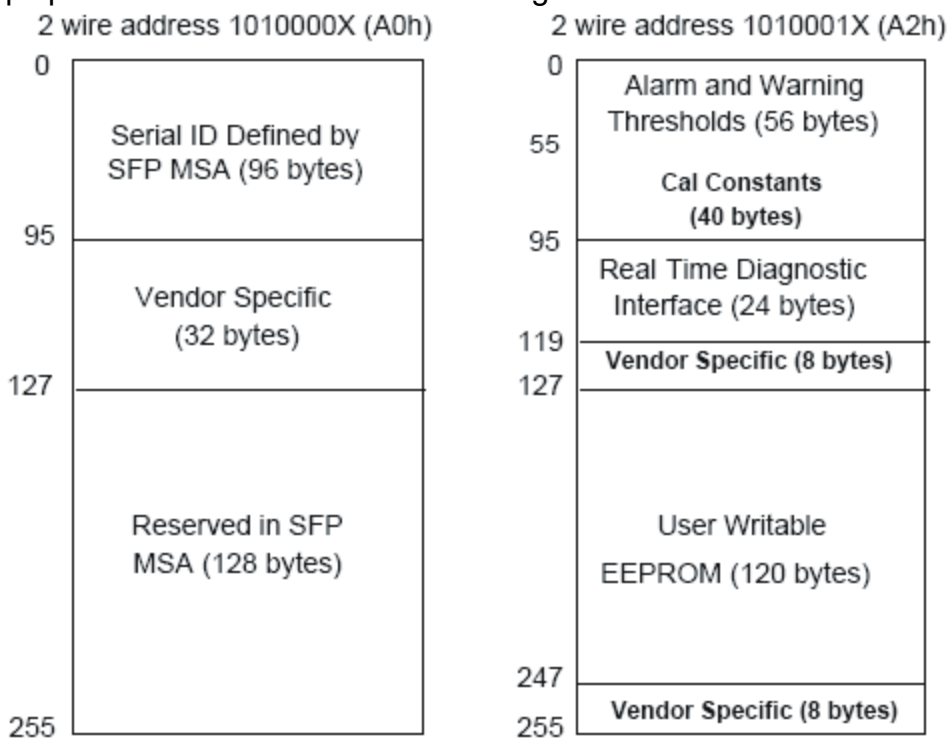 2 wire address 1010000X (A0h)
0
Serial ID Defined by
SFP MSA (96 bytes)
95
Vendor Specific
(32 bytes)
127
Reserved in SFP
MSA (128 bytes)
255
2 wire address 1010001X (A2h)
0
Alarm and Warning
Thresholds (56 bytes)
55
Cal Constants
(40 bytes)
95
Real Time Diagnostic
Interface (24 bytes)
119
Vendor Specific (8 bytes)
127
User Writable
EEPROM (120 bytes)
247
Vendor Specific (8 bytes)
255